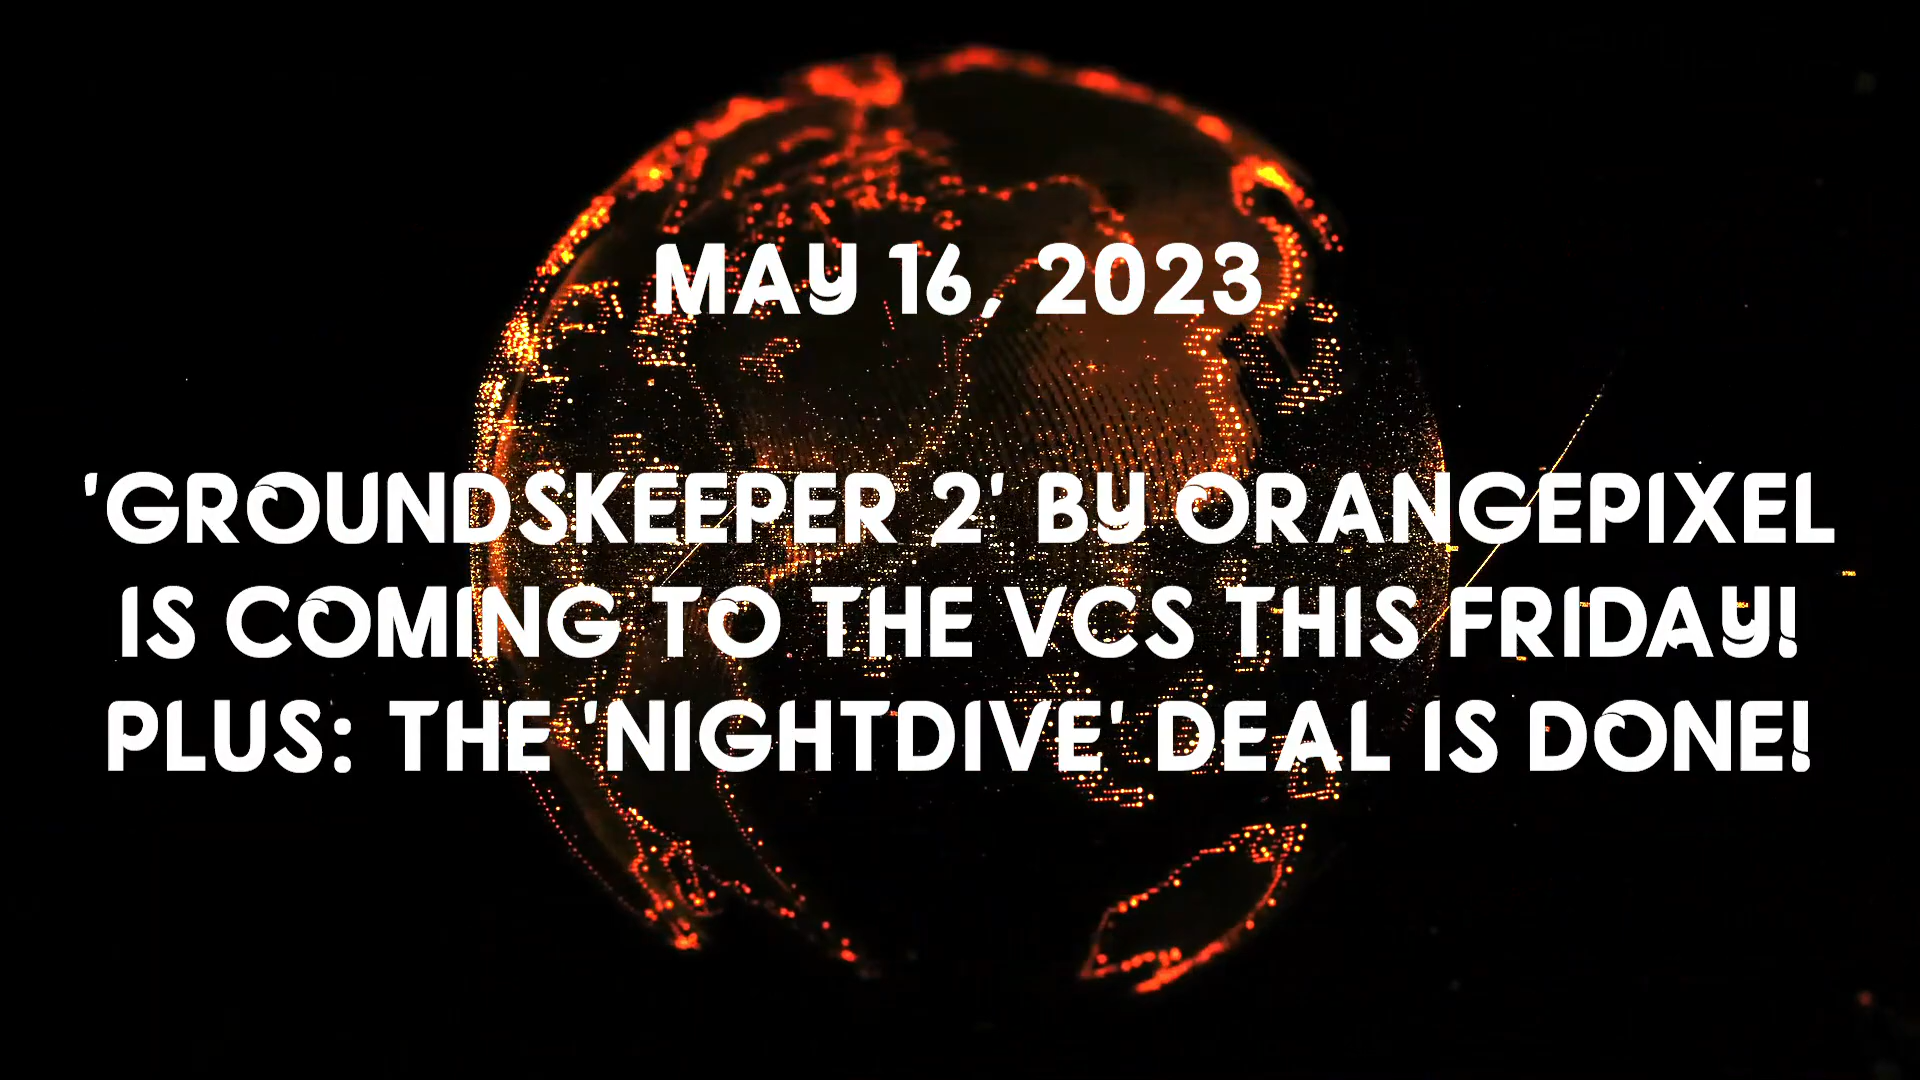 MAY 16, 2023
'GROUNDSKEEPER 2' BY ORANGEPIXEL
IS COMING TO THE VCS THIS FRIDAY!
PLUS: THE 'NIGHTDIVE' DEAL IS DONE!